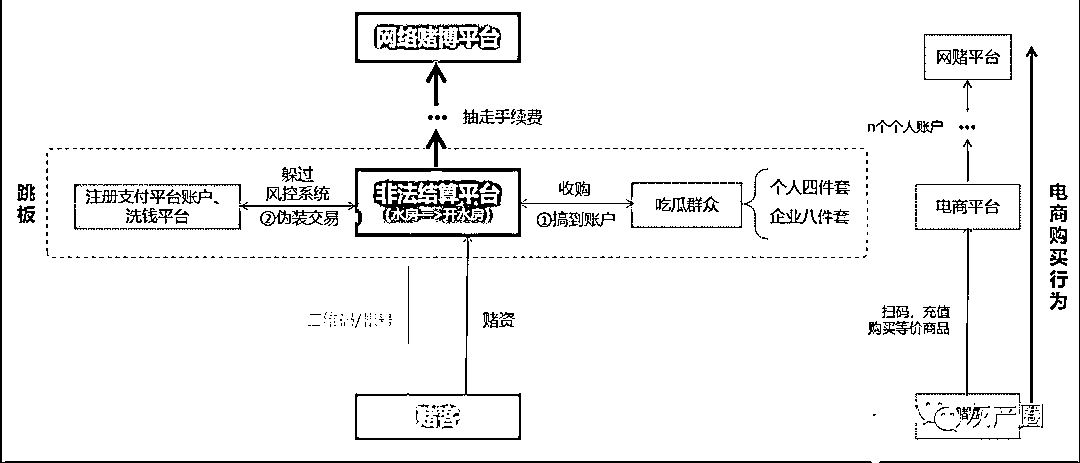 网络赌博平台
抽走手续费
跳板
注册支付平台账户、
洗钱平台
躲过
风控系统
②伪装交易
非法结算平台
(水房=>开水房)
收购
①搞到账户
吃瓜群众
个人四件套
企业八件套
二维码/账号
赌资
赌客
网赌平台
n个个人账户
电商平台
扫码，充值
购买等价商品
电商购买行为
灰产圈